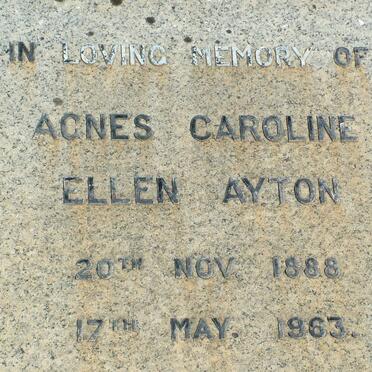 IN LOVING MEMORY OF
AGNES CAROLINE
ELLEN AYTON
20TH NOV. 1888
17TH MAY. 1963.